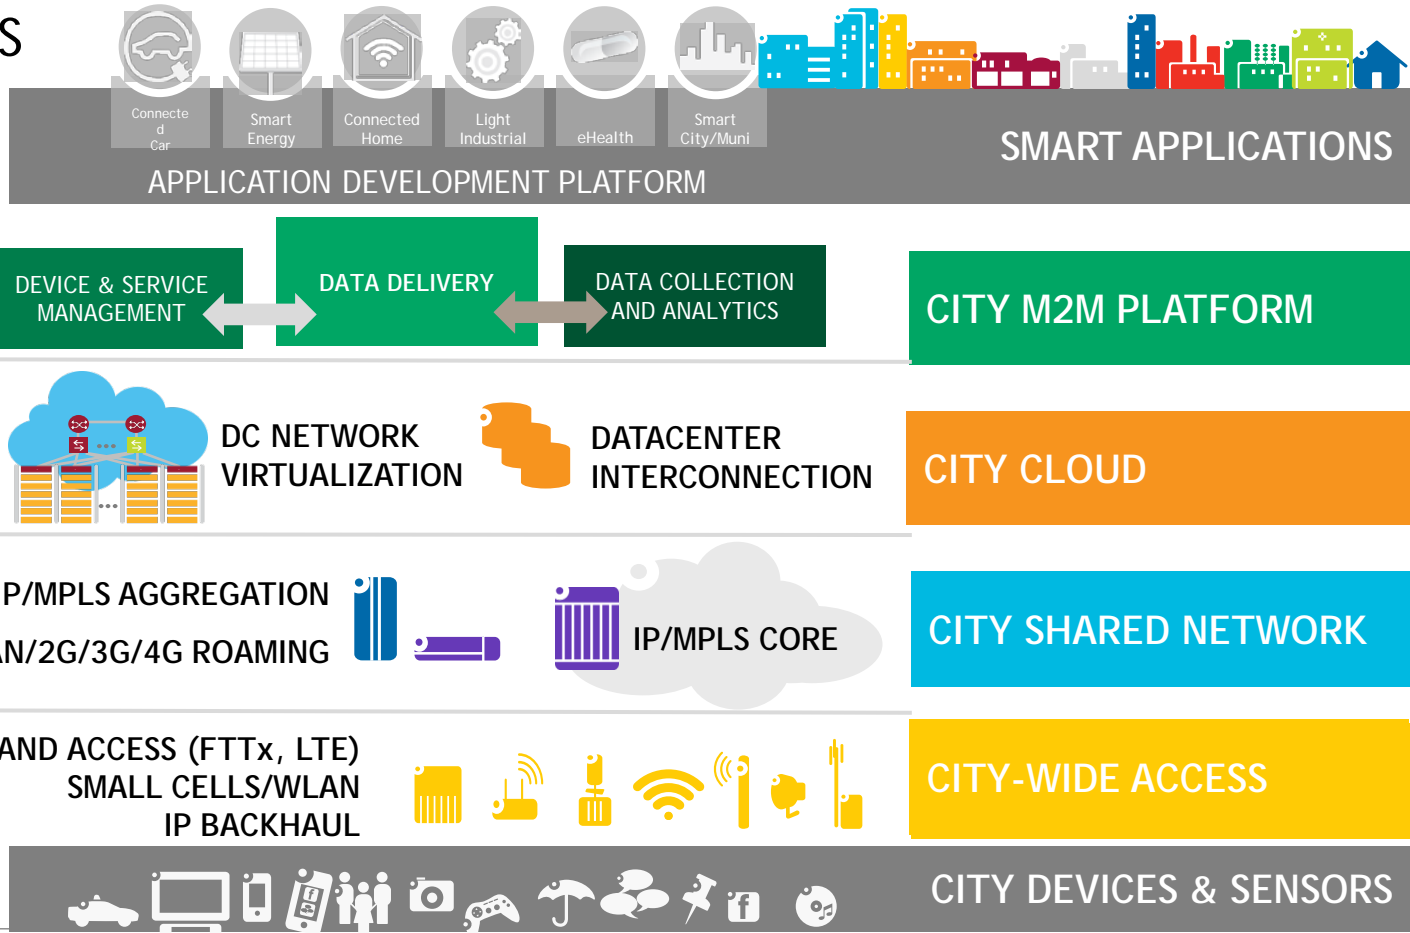 S
Connecte
d
Car
Smart
Energy
Connected
Home
Light
Industrial
eHealth
Smart
City/Muni
SMART APPLICATIONS
APPLICATION DEVELOPMENT PLATFORM
DEVICE & SERVICE
MANAGEMENT
DATA DELIVERY
DATA COLLECTION
AND ANALYTICS
CITY M2M PLATFORM
DC NETWORK
VIRTUALIZATION
DATACENTER
INTERCONNECTION
CITY CLOUD
P/MPLS AGGREGATION
AN/2G/3G/4G ROAMING
IP/MPLS CORE
CITY SHARED NETWORK
AND ACCESS (FTTx, LTE)
SMALL CELLS/WLAN
IP BACKHAUL
CITY-WIDE ACCESS
CITY DEVICES & SENSORS